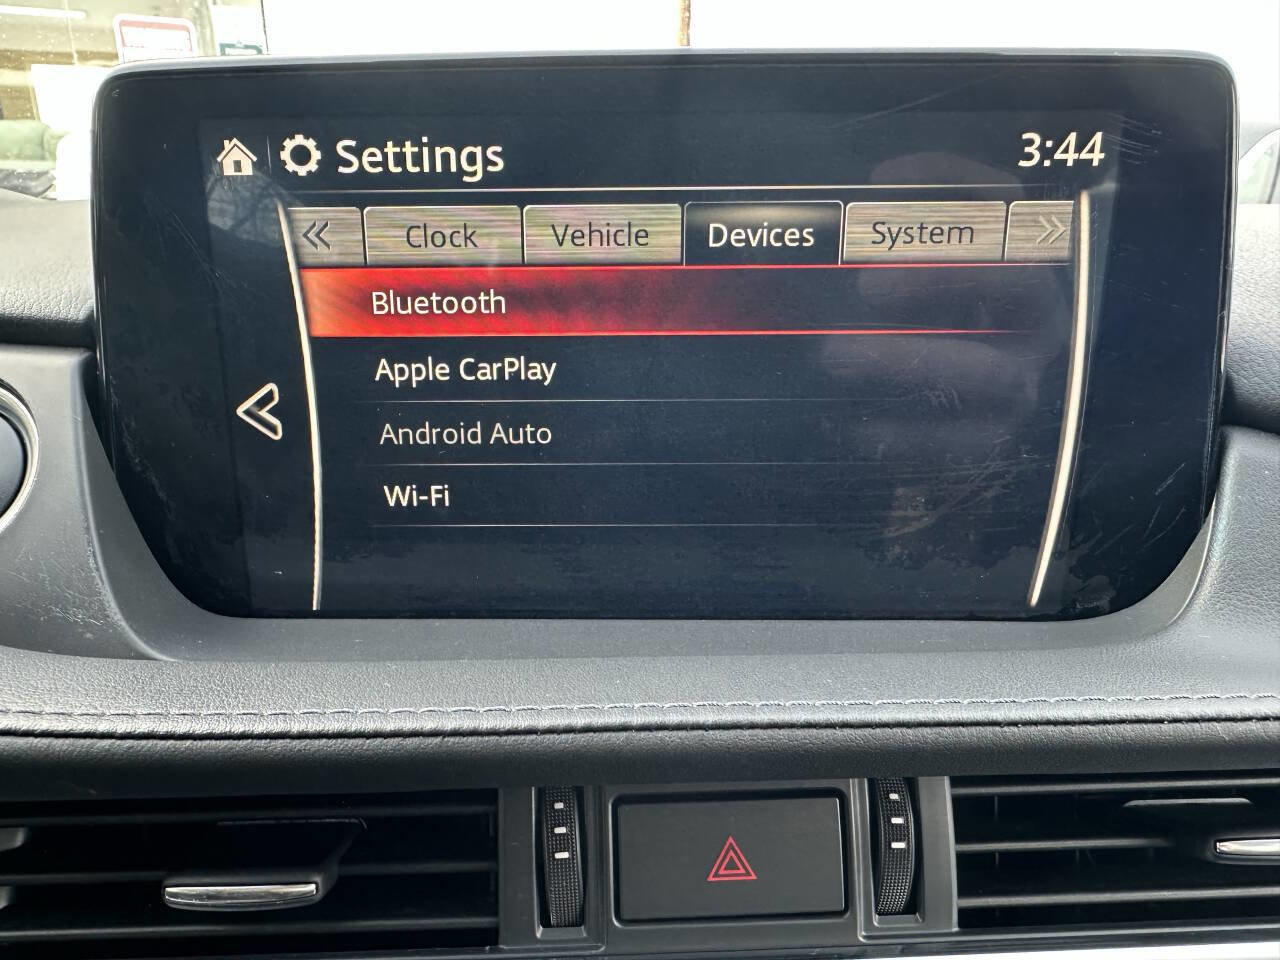 Settings
3:44
« Clock Vehicle Devices System »
Bluetooth
Apple CarPlay
Android Auto
Wi-Fi